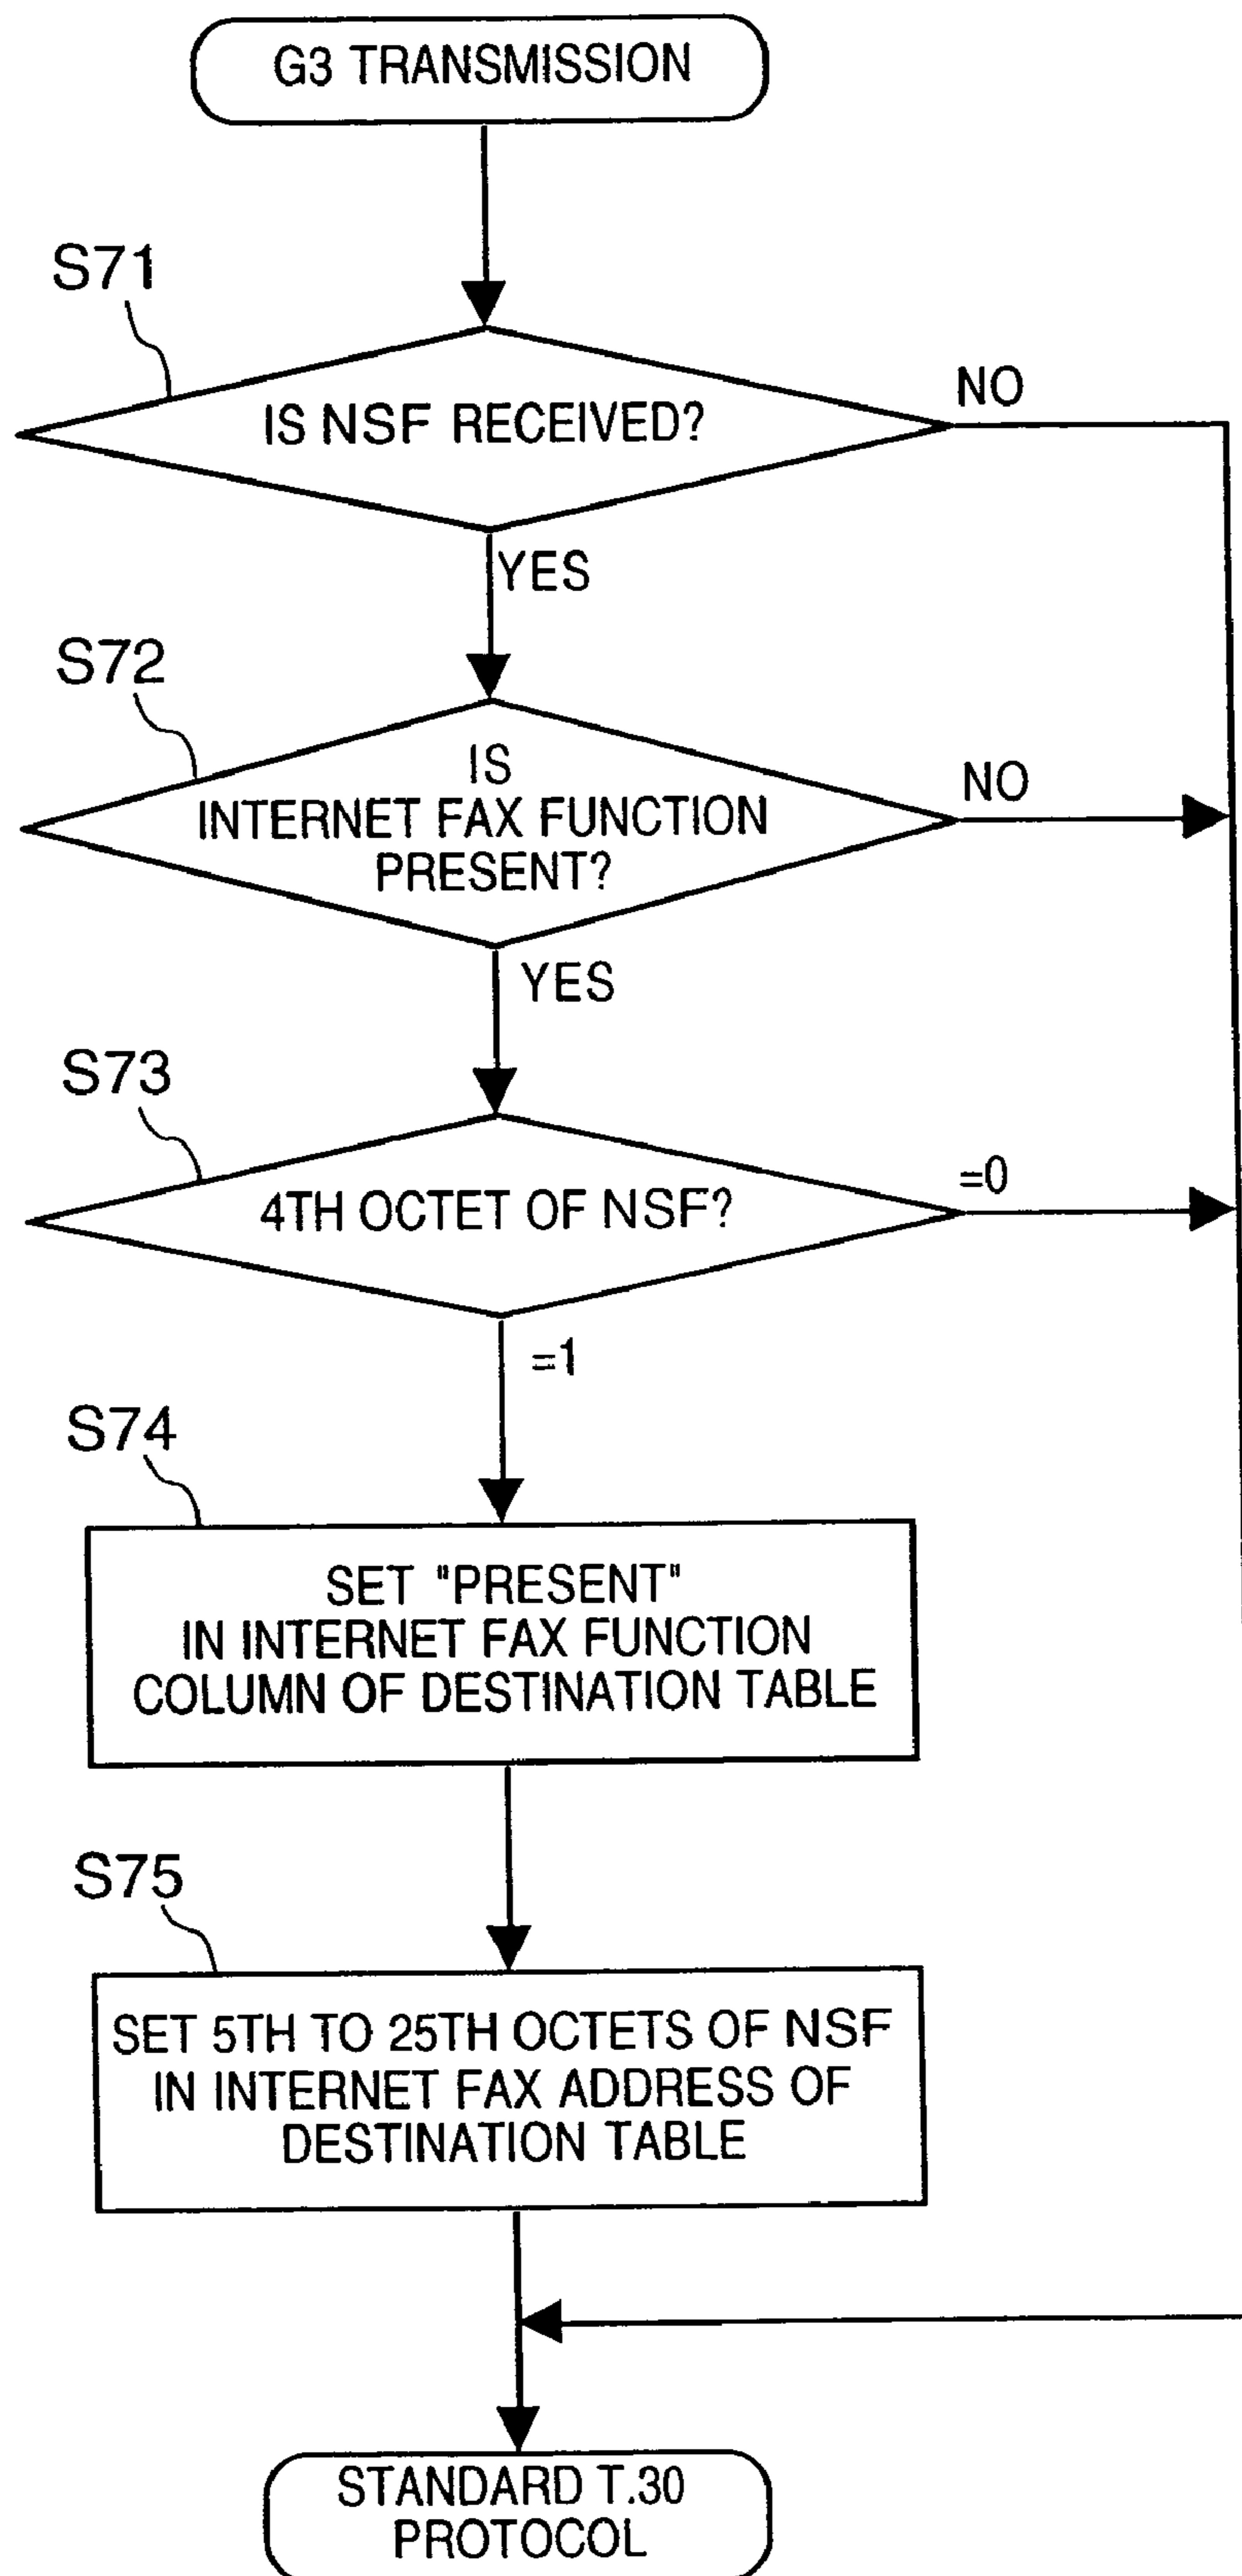 G3 TRANSMISSION
S71
IS NSF RECEIVED?
NO
YES
S72
IS
INTERNET FAX FUNCTION
PRESENT?
NO
YES
S73
4TH OCTET OF NSF?
=0
=1
S74
SET "PRESENT"
IN INTERNET FAX FUNCTION
COLUMN OF DESTINATION TABLE
S75
SET 5TH TO 25TH OCTETS OF NSF
IN INTERNET FAX ADDRESS OF
DESTINATION TABLE
STANDARD T.30
PROTOCOL